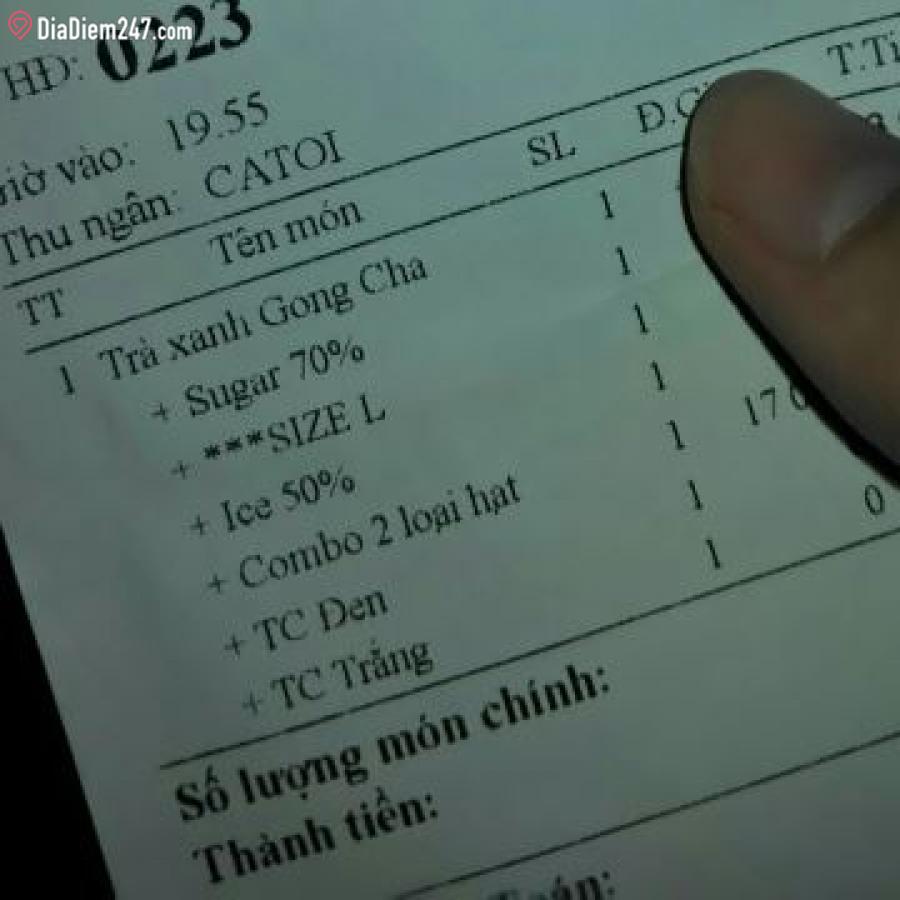 DiaDiem247.com
HĐ: 0223
Giờ vào: 19.55
Thu ngân: CATOI
TT Tên món SL
1 Trà xanh Gong Cha 1
+ Sugar 70% 1
+ ***SIZE L 1
+ Ice 50% 1
+ Combo 2 loại hạt 1 17
+ TC Đen 1 0
+ TC Trắng 1
Số lượng món chính:
Thành tiền: